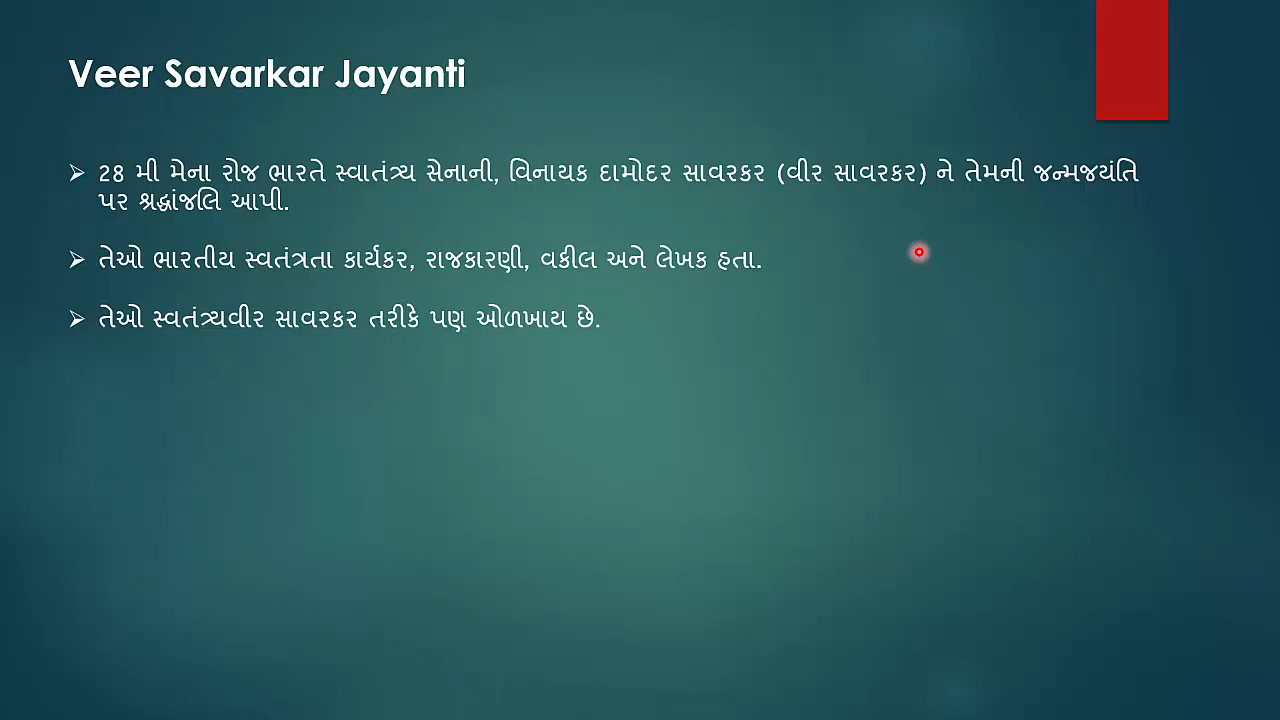 Veer Savarkar Jayanti
28 મી મેના રોજ ભારતે સ્વાતંત્ર્ય સેનાની, વિનાયક દામોદર સાવરકર (વીર સાવરકર) ને તેમની જન્મજયંતિ
પર શ્રદ્ધાંજલિ આપી.
તેઓ ભારતીય સ્વતંત્રતા કાર્યકર, રાજકારણી, વકીલ અને લેખક હતા.
તેઓ સ્વતંત્ર્યવીર સાવરકર તરીકે પણ ઓળખાય છે.